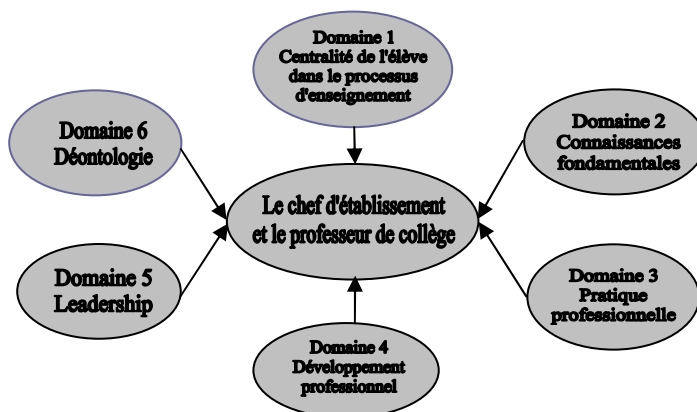 Domaine 1
Centralité de l'élève
dans le processus
d'enseignement
Domaine 2
Connaissances
fondamentales
Domaine 3
Pratique
professionnelle
Domaine 4
Développement
professionnel
Domaine 5
Leadership
Domaine 6
Déontologie
Le chef d'établissement
et le professeur de collège